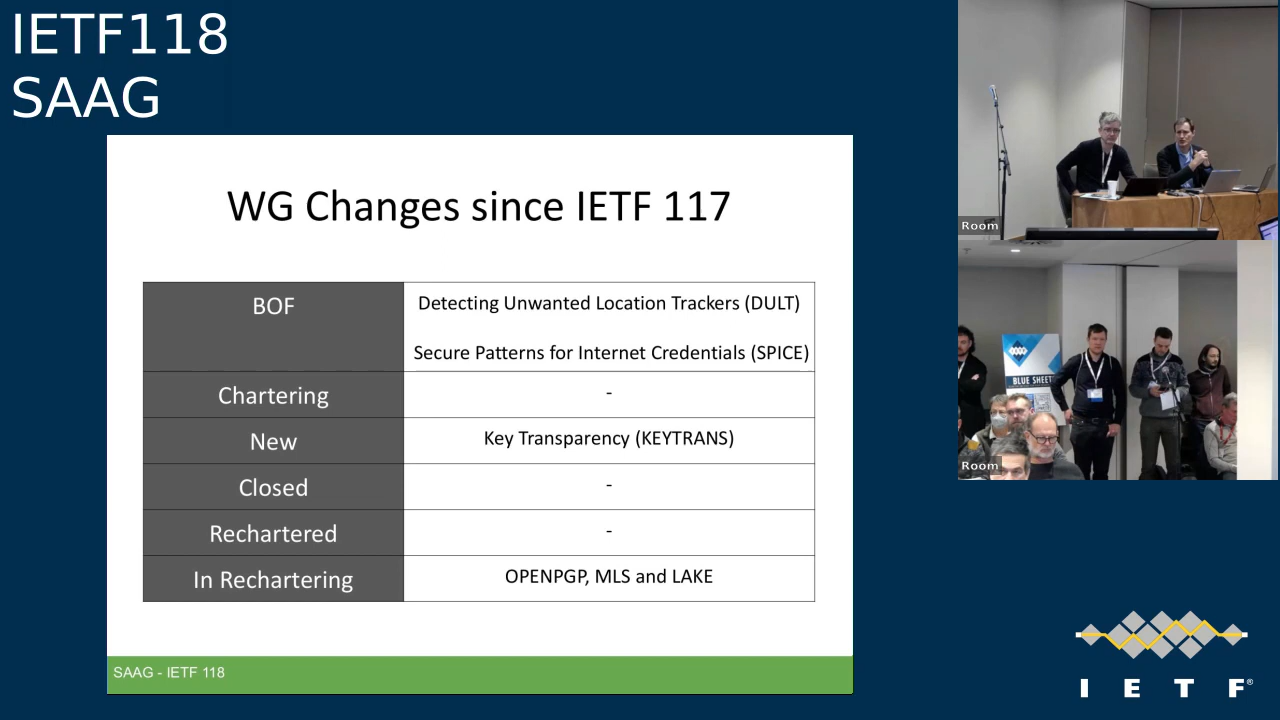 IETF118
SAAG
WG Changes since IETF 117
BOF
Detecting Unwanted Location Trackers (DULT)
Secure Patterns for Internet Credentials (SPICE)
Chartering
-
New
Key Transparency (KEYTRANS)
Closed
-
Rechartered
-
In Rechartering
OPENPGP, MLS and LAKE
SAAG - IETF 118
Room
BLUE SHEET
Room
I E T F®